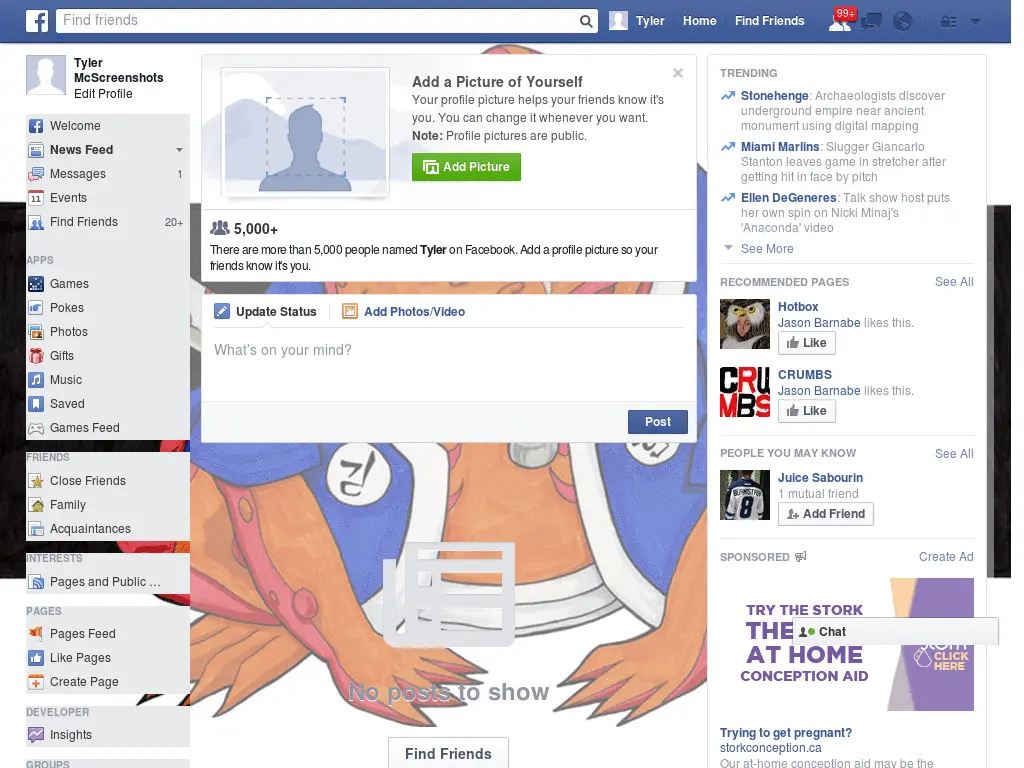 Find friends
Tyler
Home
Find Friends
99+
Tyler
McScreenshots
Edit Profile
Welcome
News Feed
Messages 1
11 Events
Find Friends 20+
APPS
Games
Pokes
Photos
Gifts
Music
Saved
Games Feed
FRIENDS
Close Friends
Family
Acquaintances
INTERESTS
Pages and Public ...
PAGES
Pages Feed
Like Pages
Create Page
DEVELOPER
Insights
GROUPS
Add a Picture of Yourself
Your profile picture helps your friends know it's
you. You can change it whenever you want.
Note: Profile pictures are public.
Add Picture
5,000+
There are more than 5,000 people named Tyler on Facebook. Add a profile picture so your
friends know it's you.
Update Status
Add Photos/Video
What's on your mind?
Post
No posts to show
Find Friends
TRENDING
Stonehenge: Archaeologists discover
underground empire near ancient
monument using digital mapping
Miami Marlins: Slugger Giancarlo
Stanton leaves game in stretcher after
getting hit in face by pitch
Ellen DeGeneres: Talk show host puts
her own spin on Nicki Minaj's
'Anaconda' video
See More
RECOMMENDED PAGES See All
Hotbox
Jason Barnabe likes this.
Like
CRUMBS
CRUMBS
Jason Barnabe likes this.
Like
PEOPLE YOU MAY KNOW See All
Juice Sabourin
1 mutual friend
Add Friend
8
SPONSORED Create Ad
TRY THE STORK
THE
AT HOME
CONCEPTION AID
CLICK
HERE
Chat
Trying to get pregnant?
storkconception.ca
Our at-home conception aid may be the